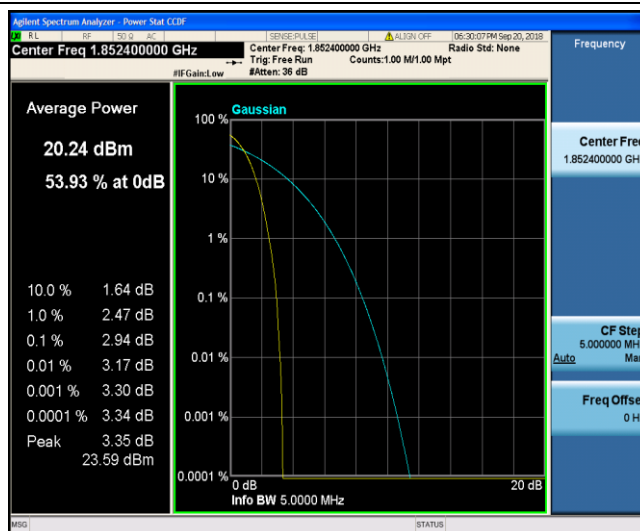 Agilent Spectrum Analyzer - Power Stat CCDF
RL RF 50 Ω AC SENSE:PULSE ALIGN OFF 06:30:07 PM Sep 20, 2018
Center Freq 1.852400000 GHz
Center Freq: 1.852400000 GHz Radio Std: None
Trig: Free Run Counts:1.00 M/1.00 Mpt
#IFGain:Low #Atten: 36 dB
Frequency
Average Power
20.24 dBm
53.93 % at 0dB
10.0 % 1.64 dB
1.0 % 2.47 dB
0.1 % 2.94 dB
0.01 % 3.17 dB
0.001 % 3.30 dB
0.0001 % 3.34 dB
Peak 3.35 dB
23.59 dBm
Gaussian
100 %
10 %
1 %
0.1 %
0.01 %
0.001 %
0.0001 %
0 dB 20 dB
Info BW 5.0000 MHz
Center Fre
1.852400000 GH
CF Step
5.000000 MH
Auto Ma
Freq Offse
0 H
MSG STATUS